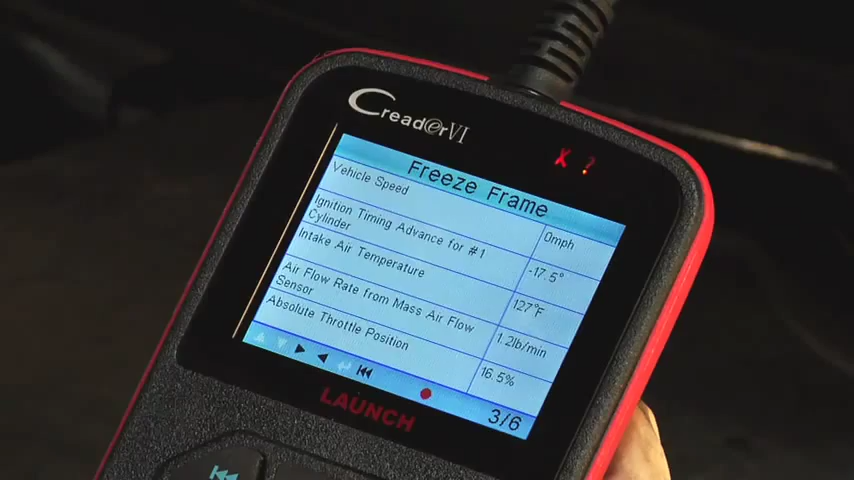 CreaderVI
X ?
Freeze Frame
Vehicle Speed
0mph
Ignition Timing Advance for #1
Cylinder
-17.5°
Intake Air Temperature
127°F
Air Flow Rate from Mass Air Flow
Sensor
1.2lb/min
Absolute Throttle Position
16.5%
3/6
LAUNCH